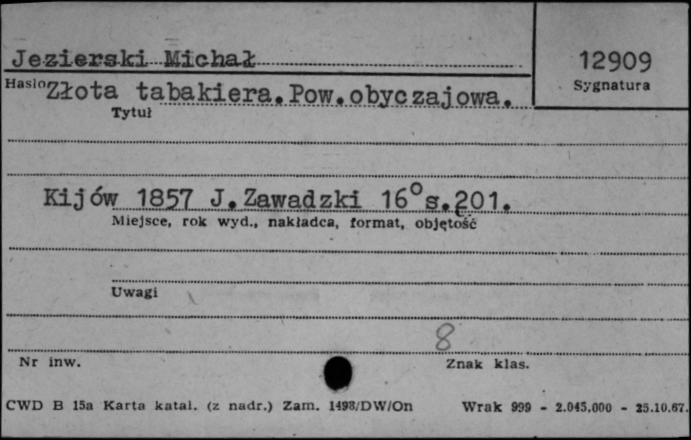 Jezierski Michał
12909
Hasło
Sygnatura
Złota tabakiera.Pow.obyczajowa.
Tytuł
Kijów 1857 J.Zawadzki 16° s.201.
Miejsce, rok wyd., nakładca, format, objętość
Uwagi
8
Nr inw.
Znak klas.
CWD B 15a Karta katal. (z nadr.) Zam. 1498/DW/On Wrak 999 - 2.045,000 - 25.10.67.